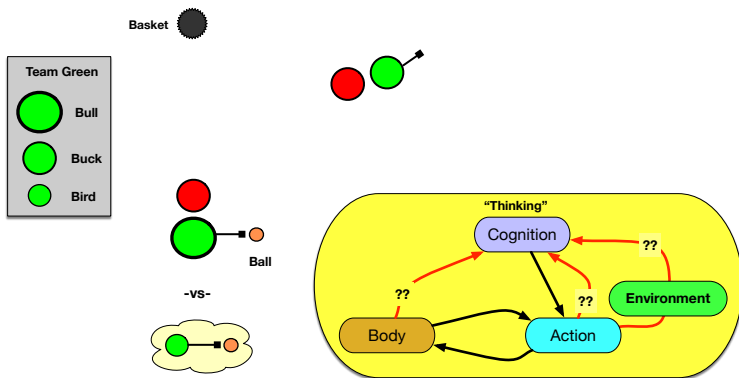 Basket
Team Green
Bull
Buck
Bird
Ball
-vs-
“Thinking”
Cognition
??
??
??
Environment
Body
Action